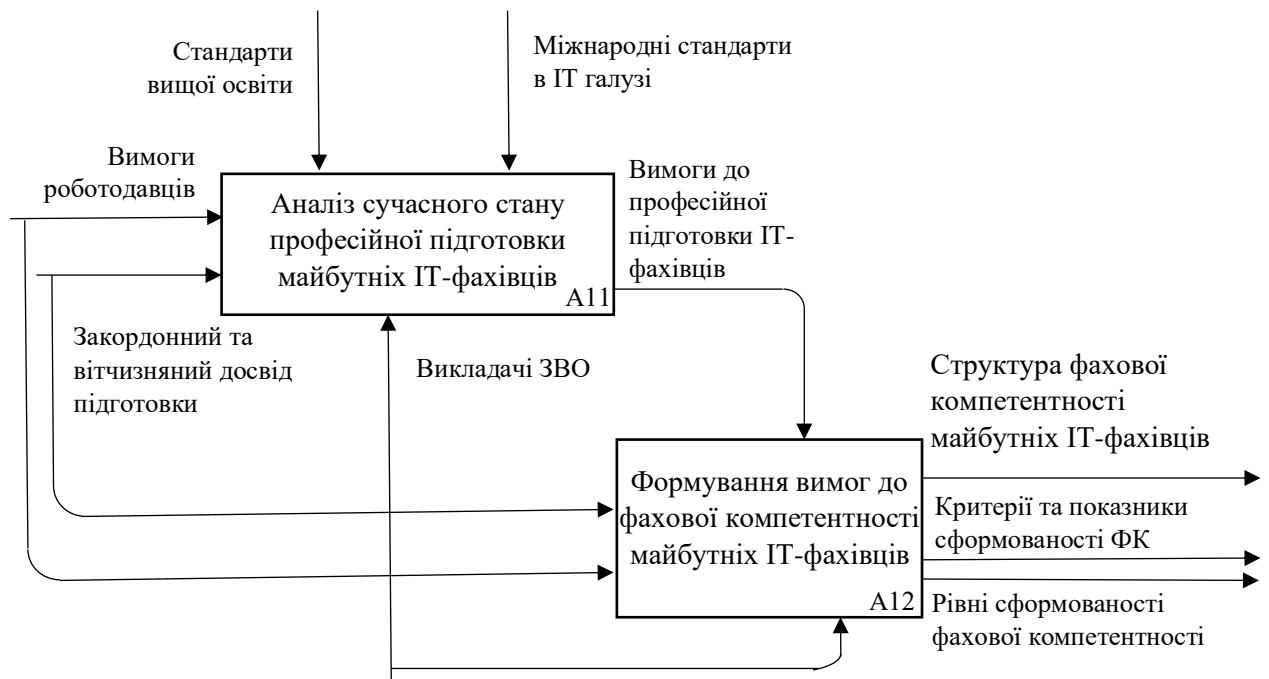 Стандарти
вищої освіти
Міжнародні стандарти
в ІТ галузі
Вимоги
роботодавців
Аналіз сучасного стану
професійної підготовки
майбутніх ІТ-фахівців
А11
Вимоги до
професійної
підготовки ІТ-
фахівців
Закордонний та
вітчизняний досвід
підготовки
Викладачі ЗВО
Структура фахової
компетентності
майбутніх ІТ-фахівців
Формування вимог до
фахової компетентності
майбутніх ІТ-фахівців
А12
Критерії та показники
сформованості ФК
Рівні сформованості
фахової компетентності